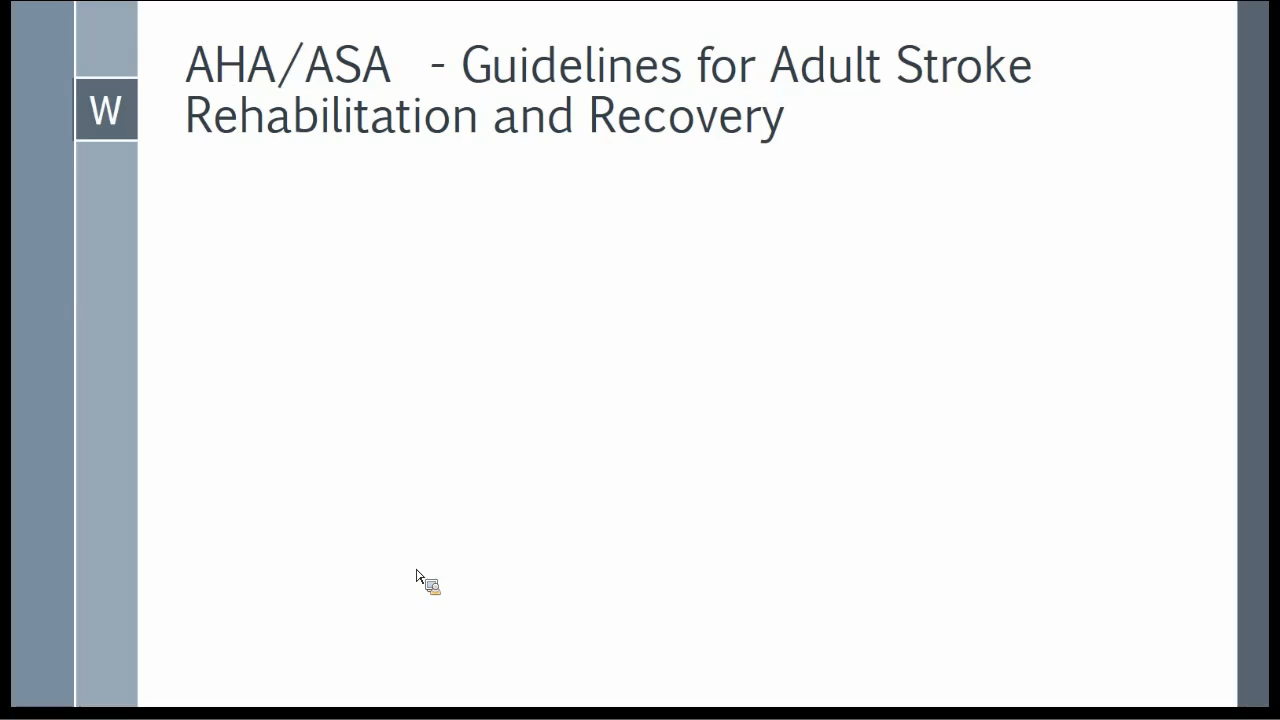 AHA/ASA - Guidelines for Adult Stroke
Rehabilitation and Recovery
W